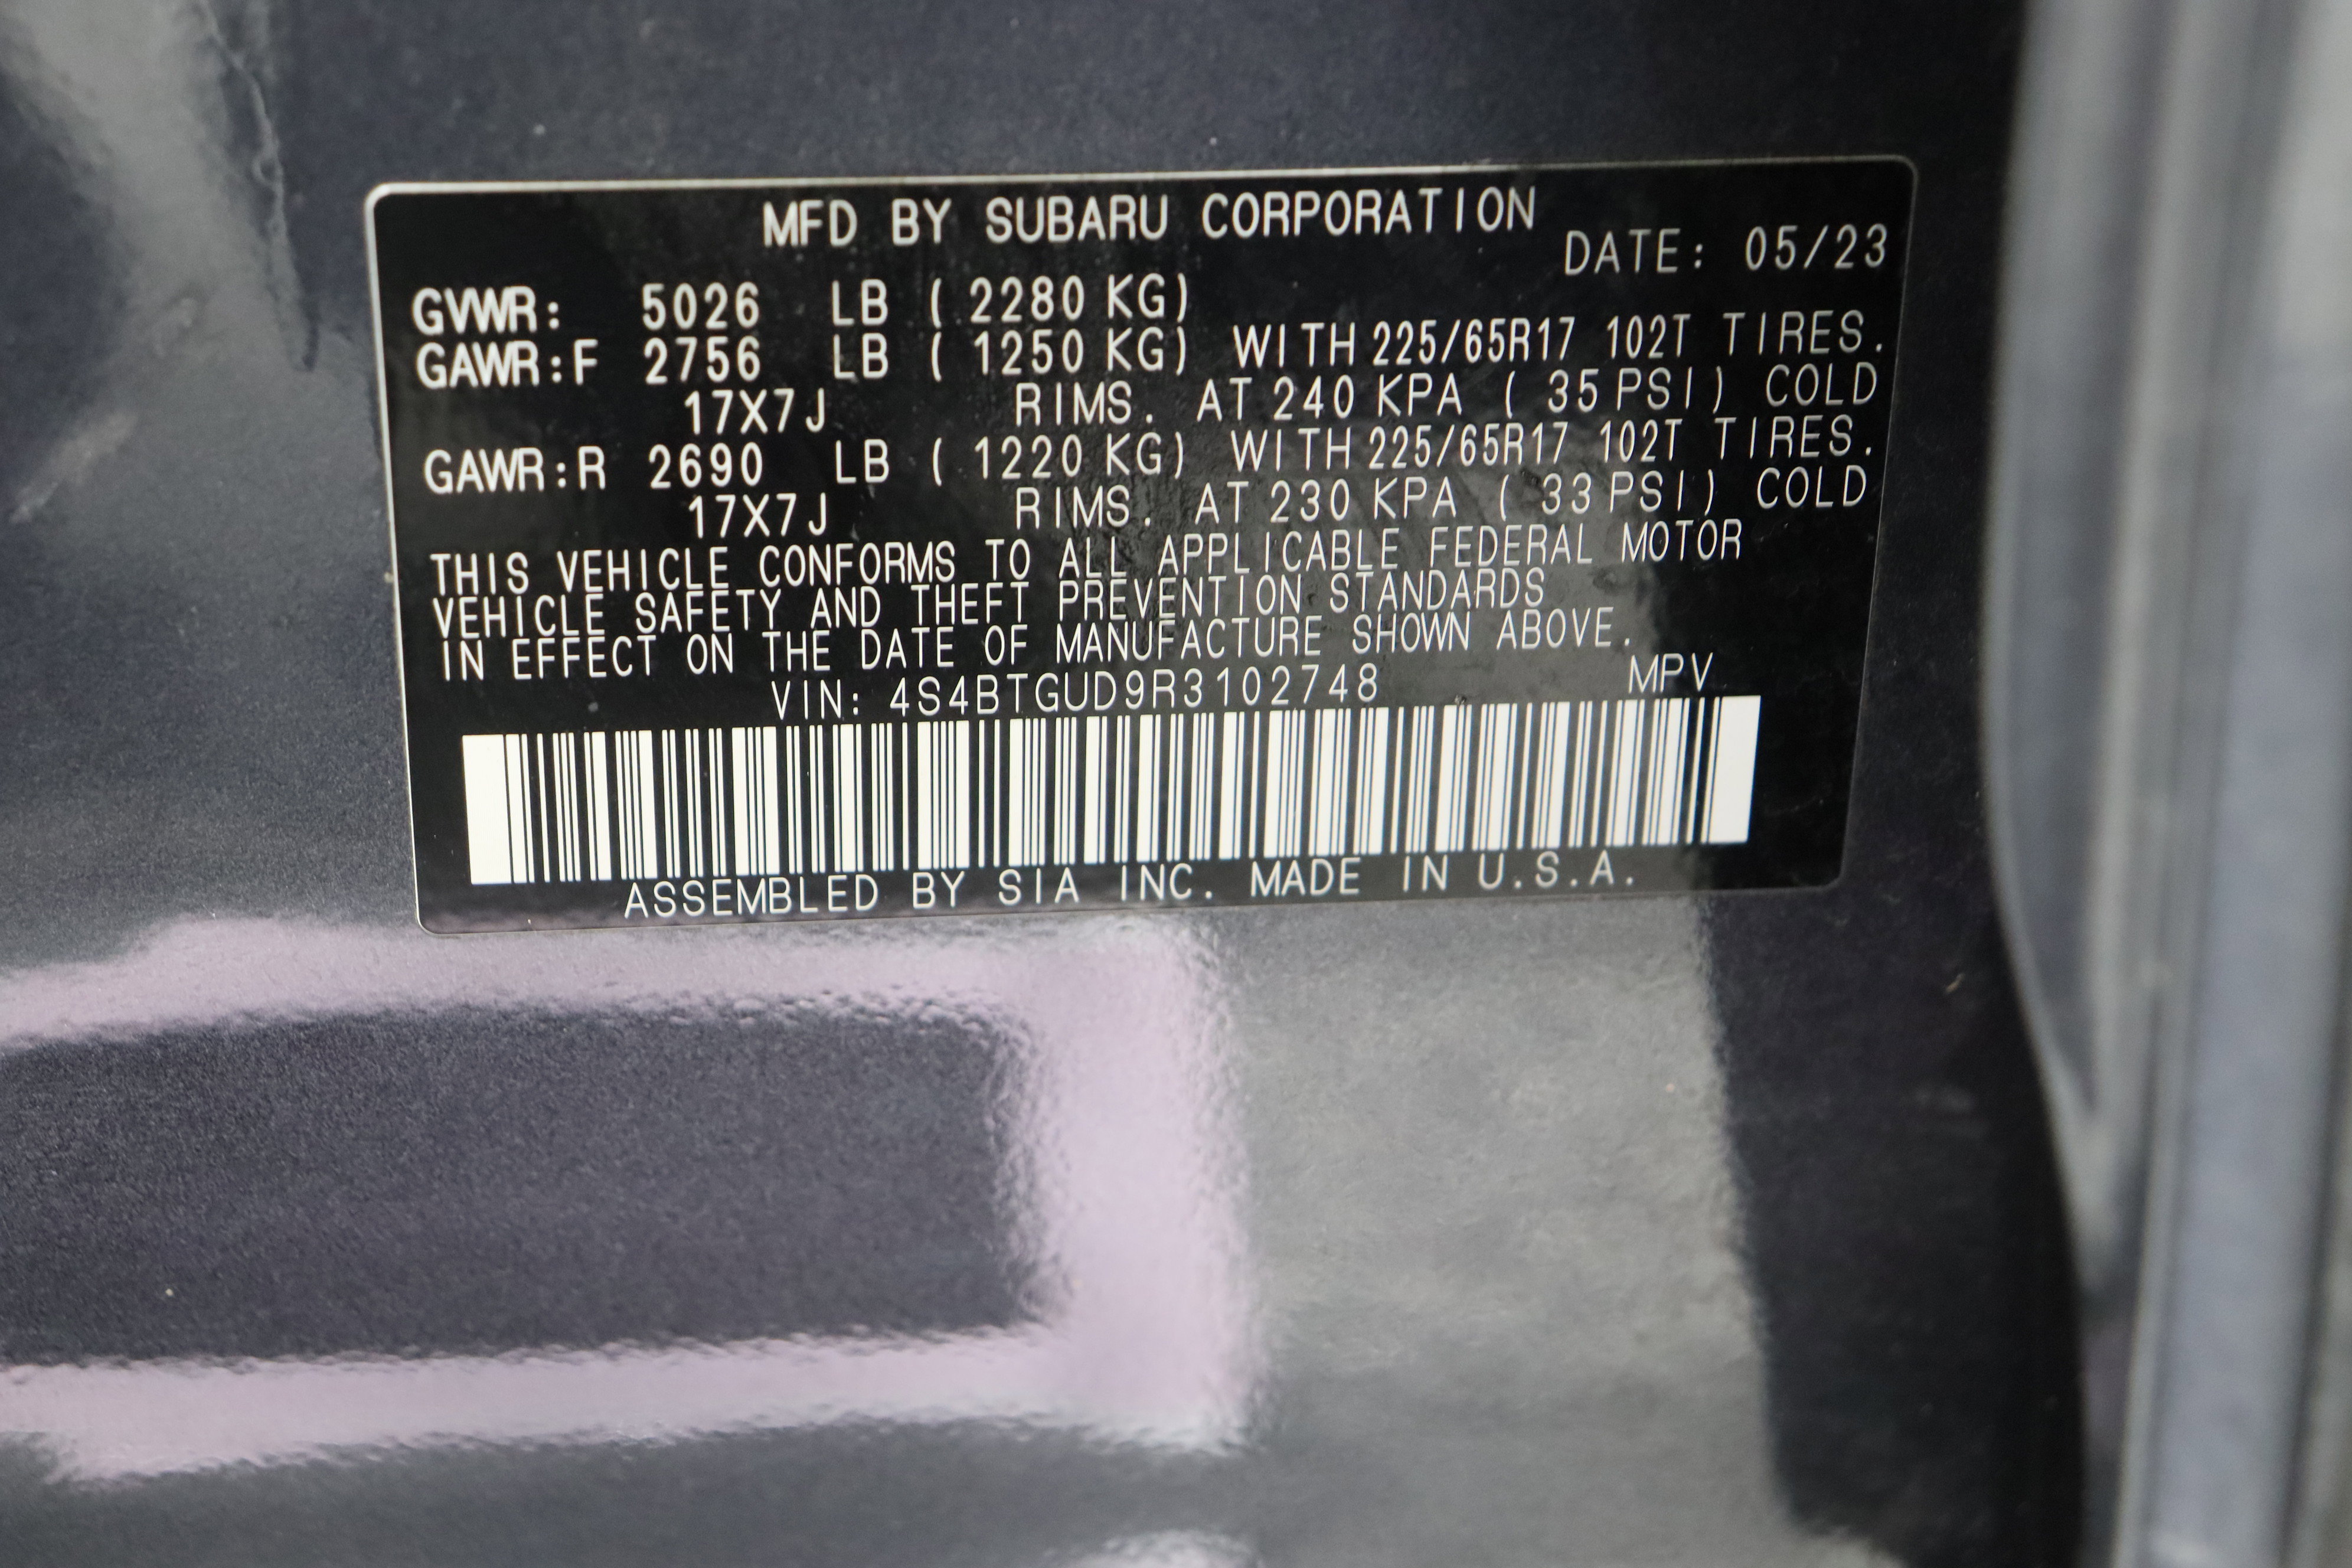 MFD BY SUBARU CORPORATION
DATE: 05/23
GVWR: 5026 LB ( 2280 KG)
GAWR:F 2756 LB ( 1250 KG) WITH 225/65R17 102T TIRES.
17X7J RIMS. AT 240 KPA ( 35 PSI) COLD
GAWR:R 2690 LB ( 1220 KG) WITH 225/65R17 102T TIRES.
17X7J RIMS. AT 230 KPA ( 33 PSI) COLD
THIS VEHICLE CONFORMS TO ALL APPLICABLE FEDERAL MOTOR
VEHICLE SAFETY AND THEFT PREVENTION STANDARDS
IN EFFECT ON THE DATE OF MANUFACTURE SHOWN ABOVE.
VIN: 4S4BTGUD9R3102748 MPV
ASSEMBLED BY SIA INC. MADE IN U.S.A.